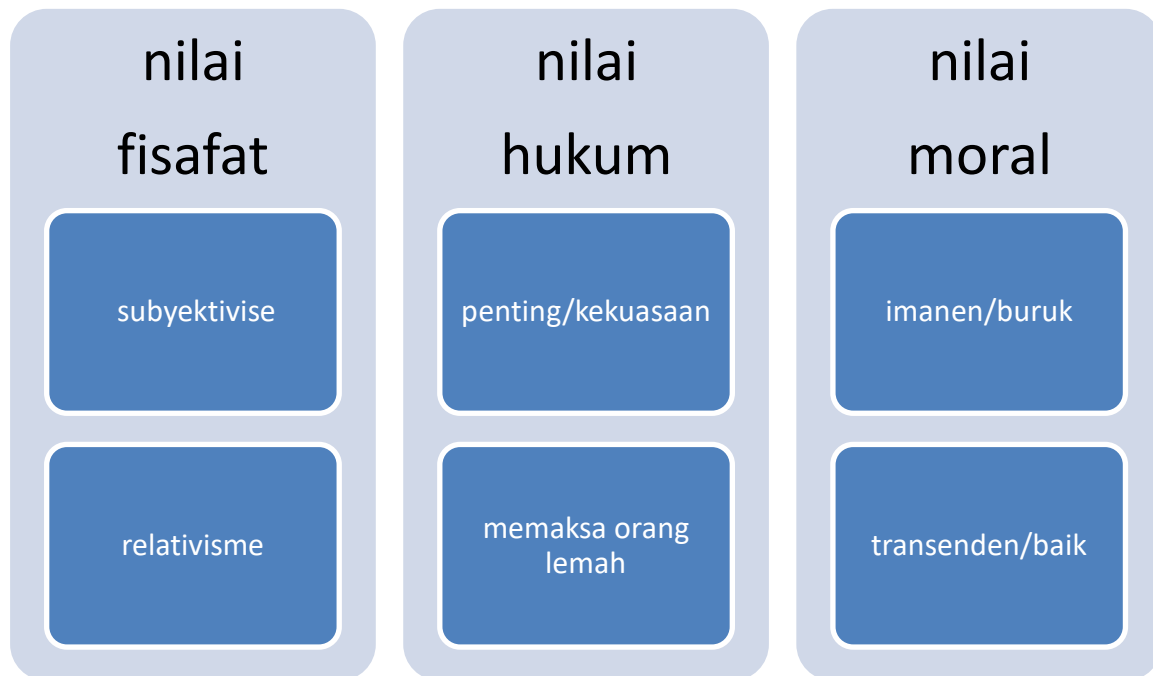 nilai
fisafat
subyektivise
relativisme
nilai
hukum
penting/kekuasaan
memaksa orang
lemah
nilai
moral
imanen/buruk
transenden/baik